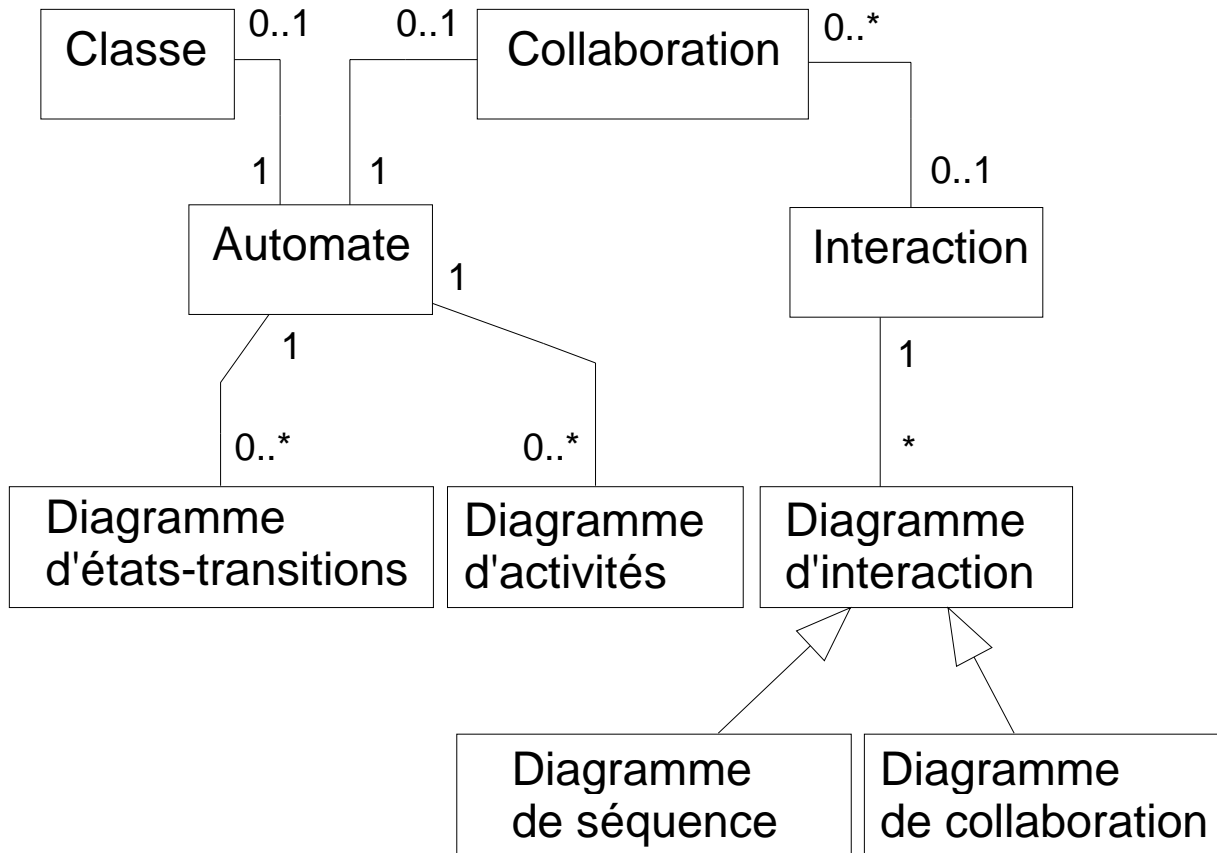 Classe
0..1
0..1
Collaboration
0..*
1
1
0..1
Automate
1
Interaction
1
1
0..*
0..*
*
Diagramme
d'états-transitions
Diagramme
d'activités
Diagramme
d'interaction
Diagramme
de séquence
Diagramme
de collaboration